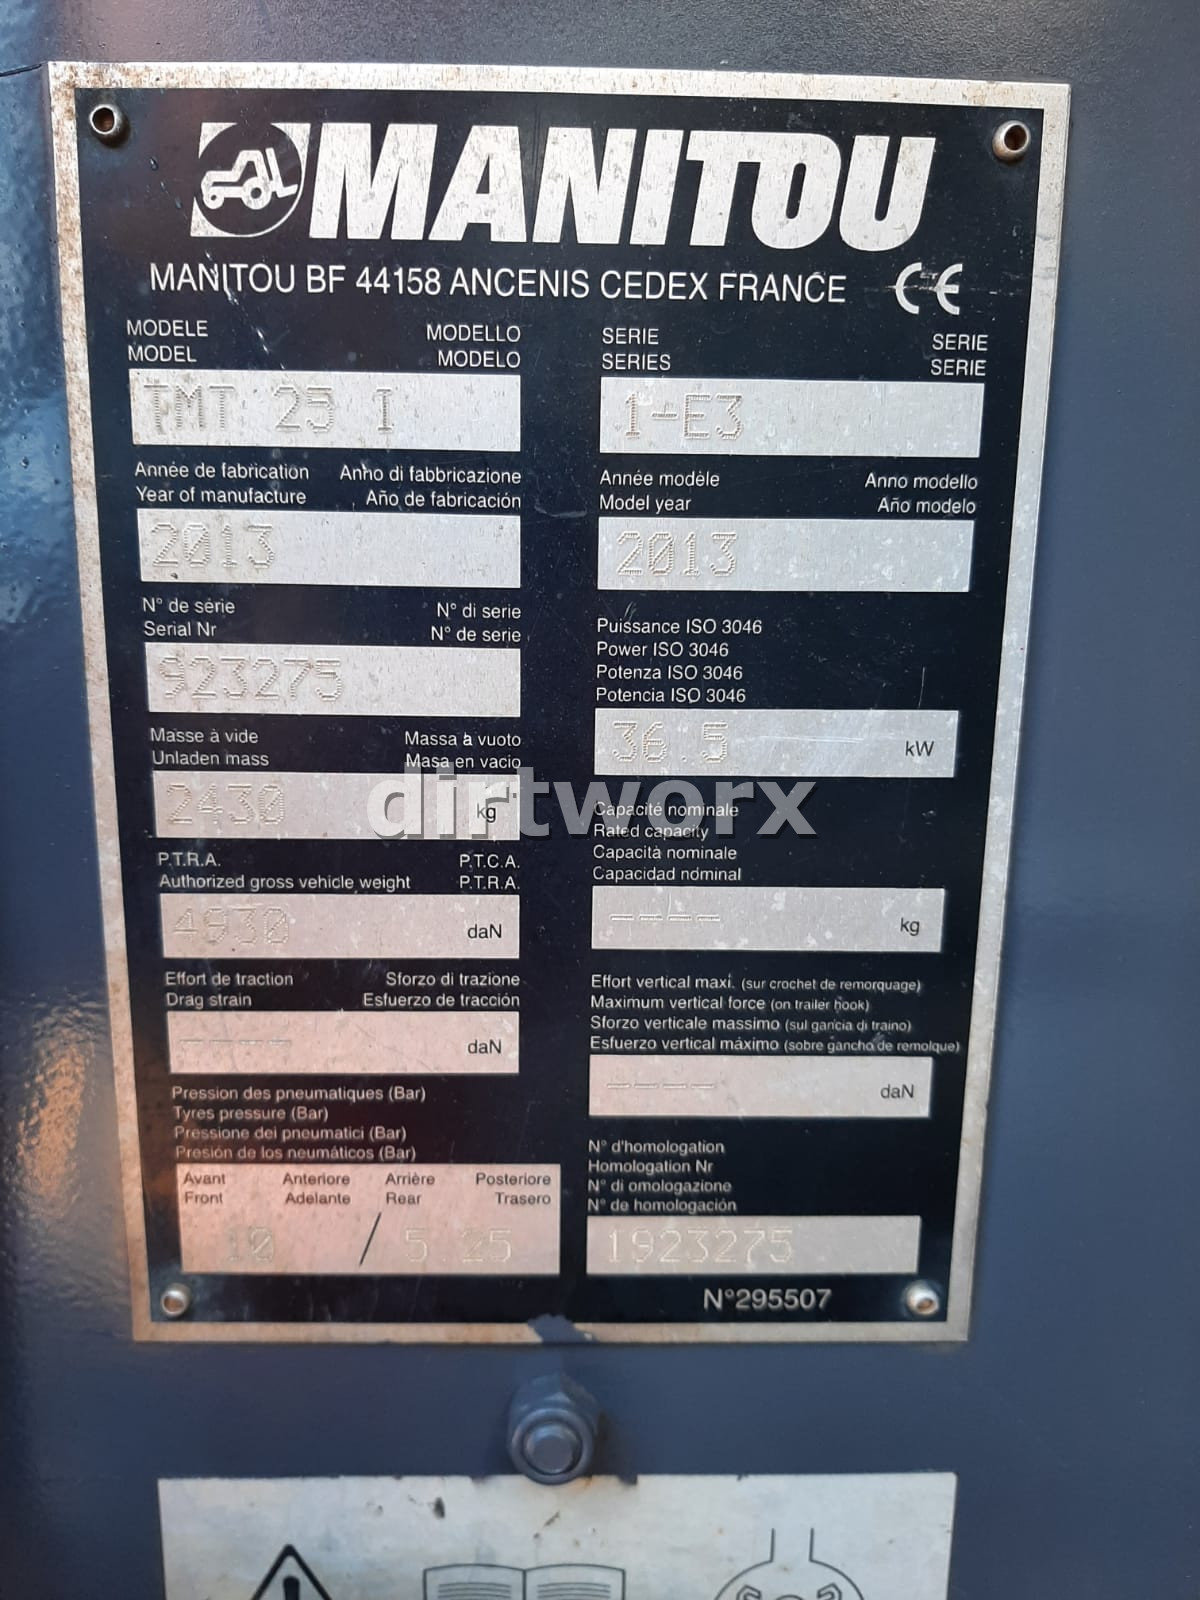 MANITOU
MANITOU BF 44158 ANCENIS CEDEX FRANCE CE
MODELE MODELLO
MODEL MODELO
TMT 25 I
SERIE SERIE
SERIES SERIE
1-E3
Année de fabrication Anno di fabbricazione
Year of manufacture Año de fabricación
2013
Année modèle Anno modello
Model year Año modelo
2013
N° de série N° di serie
Serial Nr N° de serie
923275
Puissance ISO 3046
Power ISO 3046
Potenza ISO 3046
Potencia ISO 3046
36.5 kW
Masse à vide Massa a vuoto
Unladen mass Masa en vacio
2430 kg
dirtworx
Capacité nominale
Rated capacity
Capacità nominale
Capacidad nóminal
---- kg
P.T.R.A. P.T.C.A.
Authorized gross vehicle weight P.T.R.A.
4930 daN
Effort de traction Sforzo di trazione
Drag strain Esfuerzo de tracción
---- daN
Effort vertical maxi. (sur crochet de remorquage)
Maximum vertical force (on trailer hook)
Sforzo verticale massimo (sul gancia di traino)
Esfuerzo vertical máximo (sobre gancho de remolque)
---- daN
Pression des pneumatiques (Bar)
Tyres pressure (Bar)
Pressione dei pneumatici (Bar)
Presión de los neumáticos (Bar)
Avant Anteriore Arrière Posteriore
Front Adelante Rear Trasero
10 / 5.25
N° d'homologation
Homologation Nr
N° di omologazione
N° de homologación
1923275
N°295507